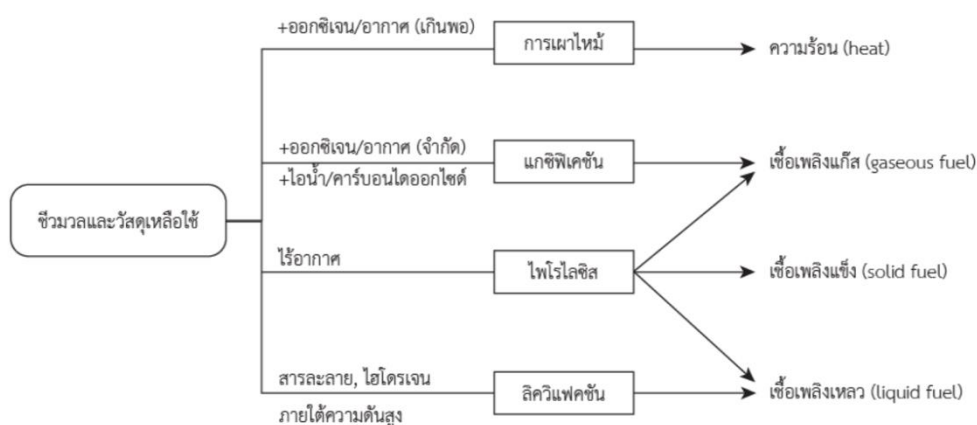 +ออกซิเจน/อากาศ (เกินพอ)
การเผาไหม้
ความร้อน (heat)
+ออกซิเจน/อากาศ (จำกัด)
+ไอน้ำ/คาร์บอนไดออกไซด์
แกซิฟิเคชัน
เชื้อเพลิงแก๊ส (gaseous fuel)
ชีวมวลและวัสดุเหลือใช้
ไร้อากาศ
ไพโรไลซิส
เชื้อเพลิงแข็ง (solid fuel)
สารละลาย, ไฮโดรเจน
ภายใต้ความดันสูง
ลิควิแฟคชัน
เชื้อเพลิงเหลว (liquid fuel)